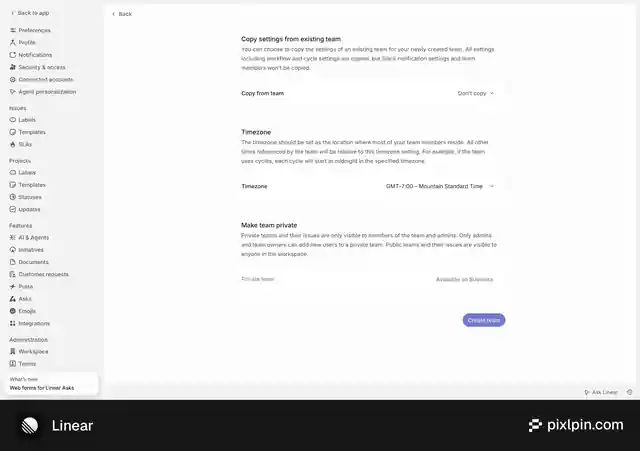 Back to app
Back
Preferences
Profile
Notifications
Security & access
Connected accounts
Agent personalization
Issues
Labels
Templates
SLAs
Projects
Labels
Templates
Statuses
Updates
Features
AI & Agents
Initiatives
Documents
Customer requests
Pulse
Asks
Emojis
Integrations
Administration
Workspace
Teams
What's new
Web forms for Linear Asks
Copy settings from existing team
You can choose to copy the settings of an existing team for your newly created team. All settings
including workflow and cycle settings are copied, but Slack notification settings and team
members won't be copied.
Copy from team
Don't copy
Timezone
The timezone should be set as the location where most of your team members reside. All other
times referenced by the team will be relative to this timezone setting. For example, if the team
uses cycles, each cycle will start at midnight in the specified timezone.
Timezone
GMT-7:00 – Mountain Standard Time
Make team private
Private teams and their issues are only visible to members of the team and admins. Only admins
and team owners can add new users to a private team. Public teams and their issues are visible to
anyone in the workspace.
Private team
Available on Business
Create team
Ask Linear
Linear
pixlpin.com